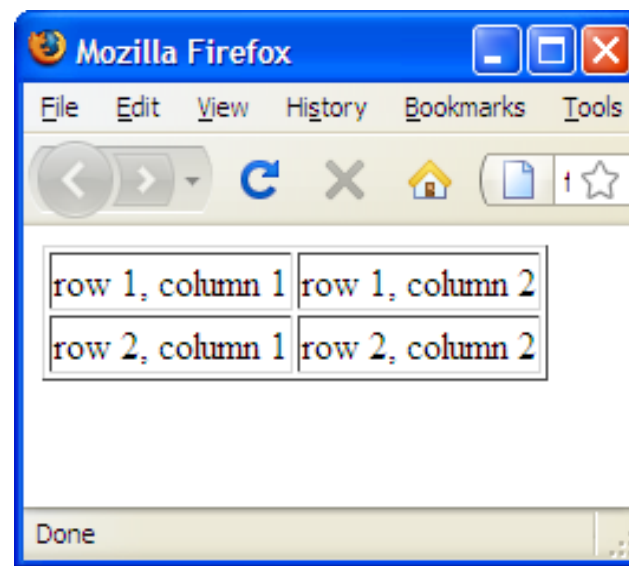 Mozilla Firefox
File Edit View History Bookmarks Tools
row 1, column 1 row 1, column 2
row 2, column 1 row 2, column 2
Done